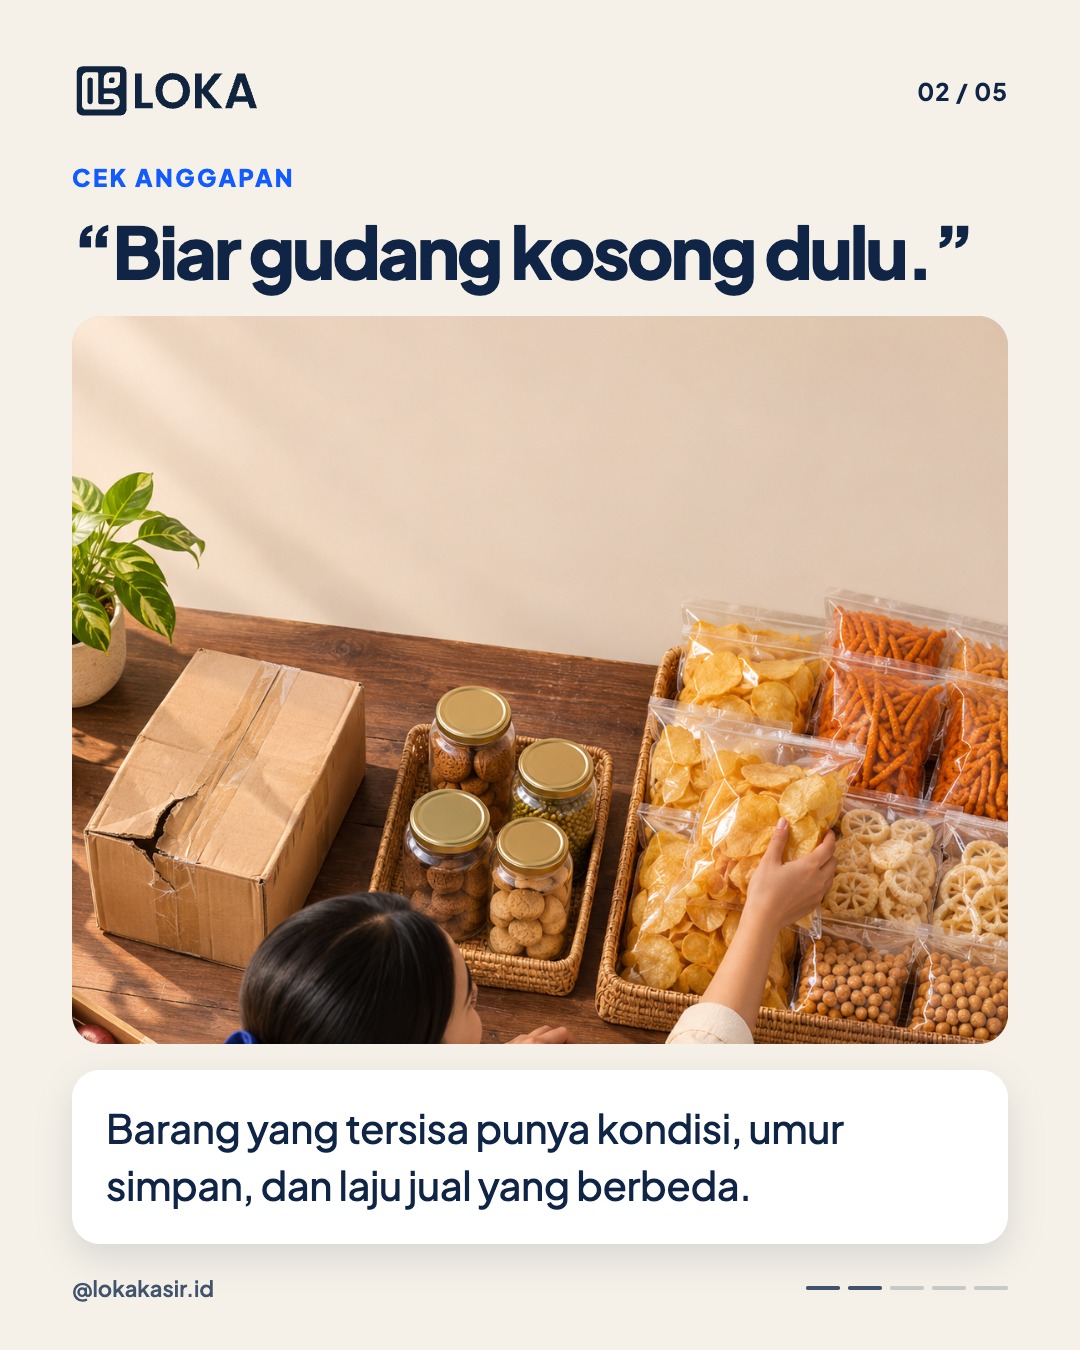 LOKA
02 / 05
CEK ANGGAPAN
“Biar gudang kosong dulu.”
Barang yang tersisa punya kondisi, umur
simpan, dan laju jual yang berbeda.
@lokakasir.id